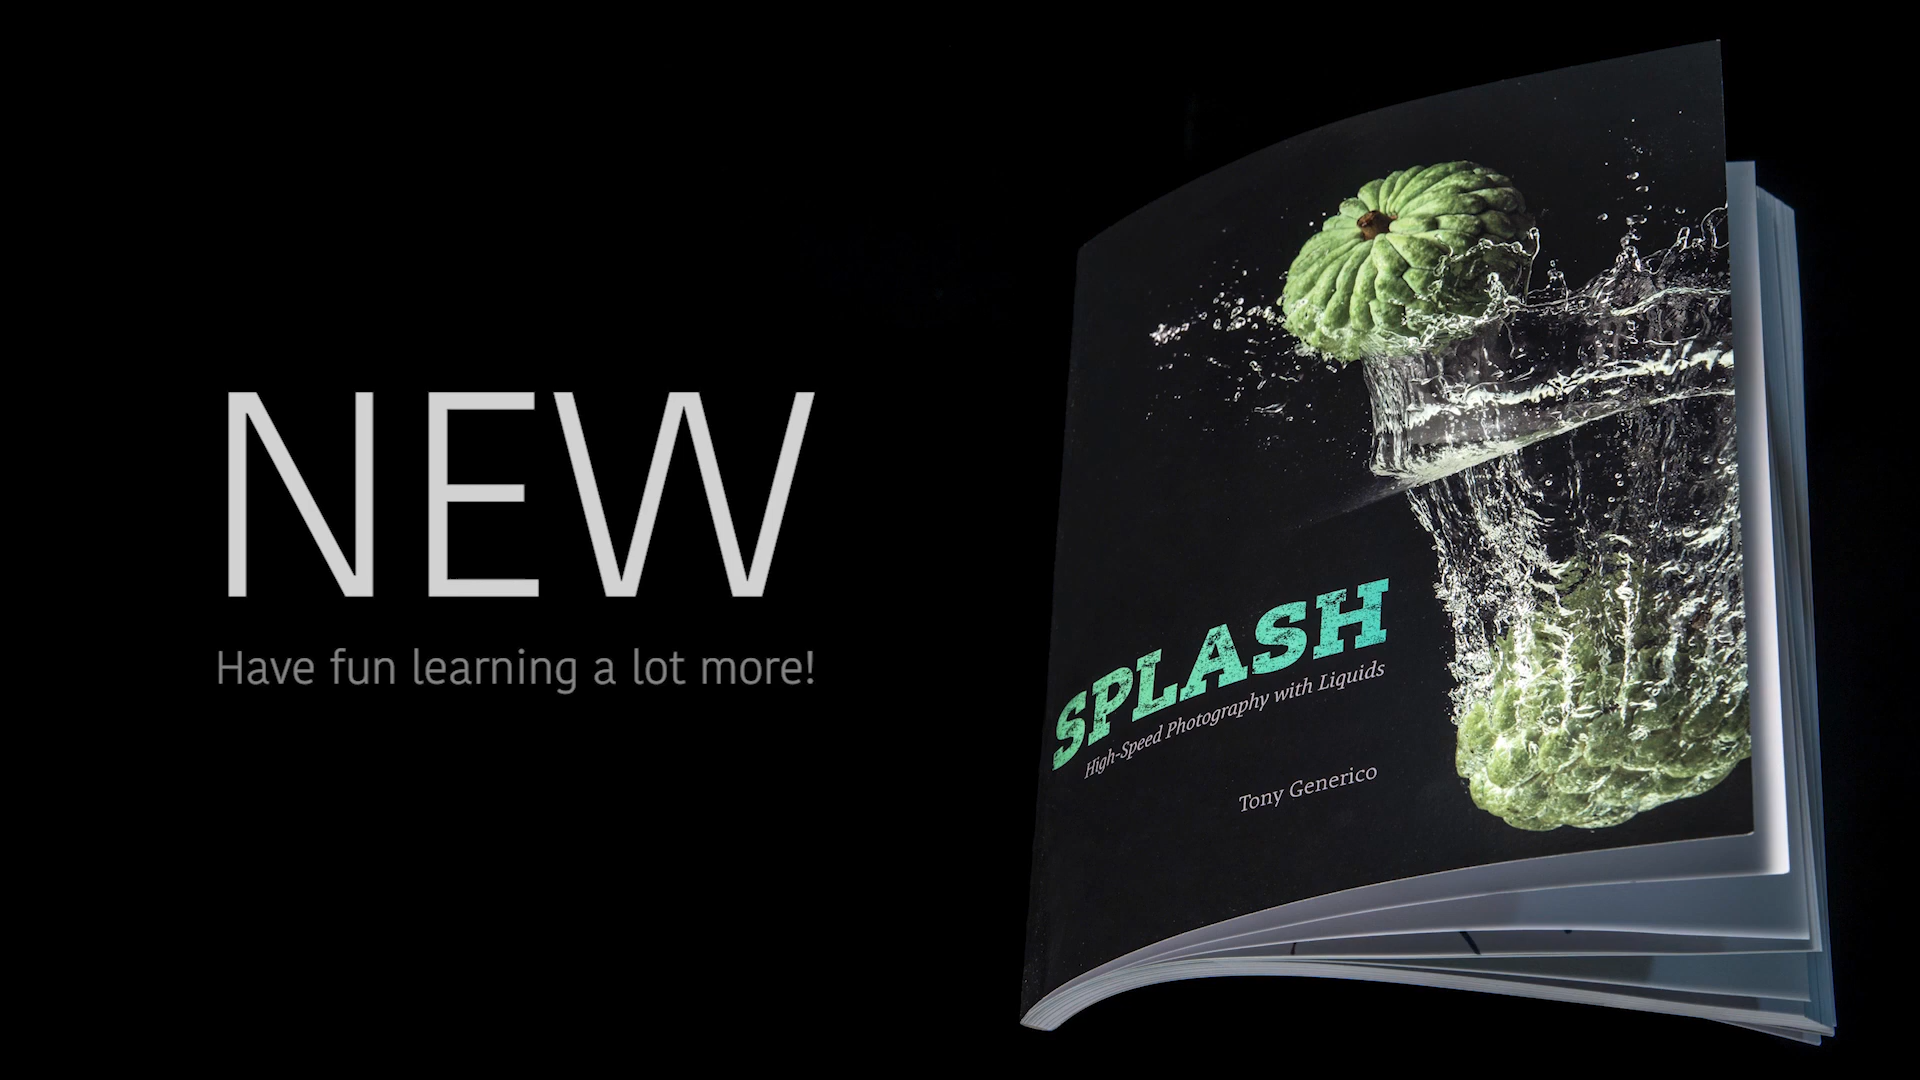 NEW
Have fun learning a lot more!
SPLASH
High-Speed Photography with Liquids
Tony Generico